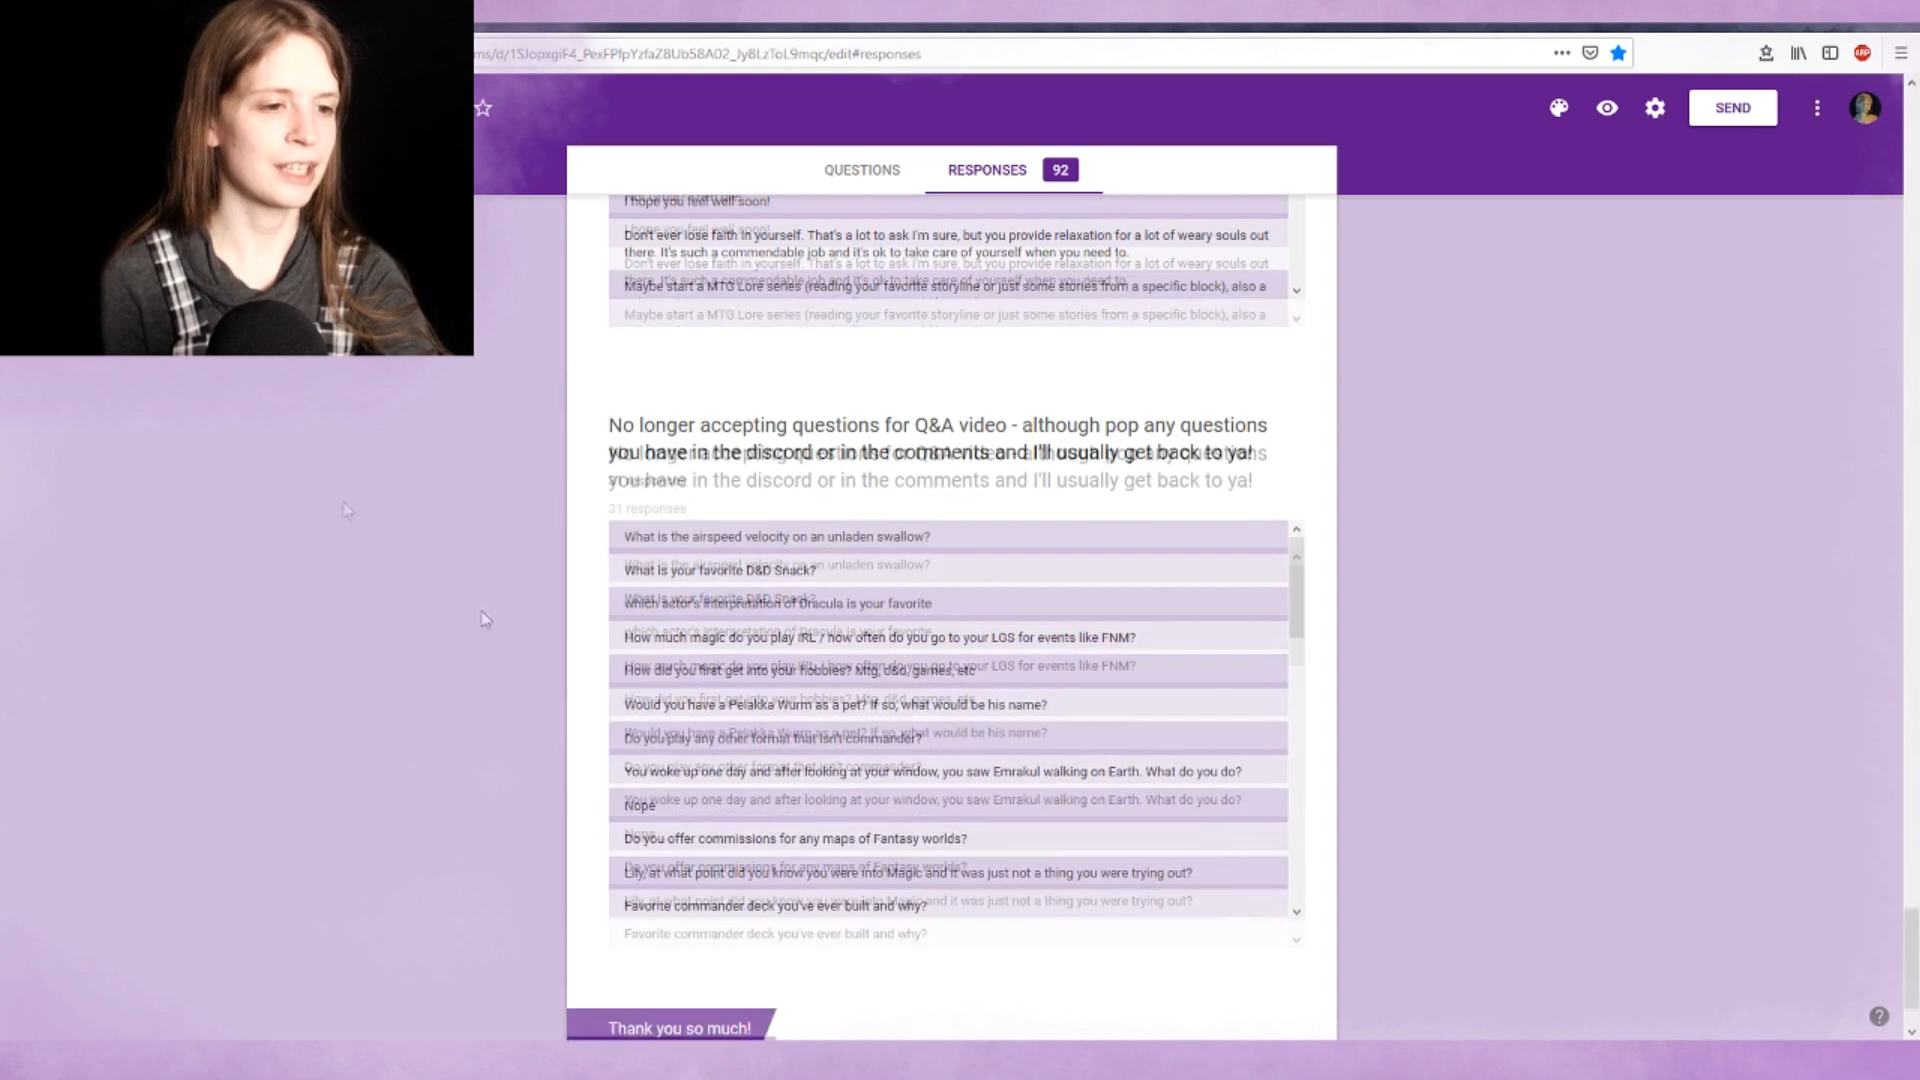 ms/d/1SJopxgiF4_PexFPfpYzfaZ8Ub58A02_Jy8LzToL9mqc/edit#responses
SEND
QUESTIONS
RESPONSES
92
I hope you feel well soon!
Don't ever lose faith in yourself. That's a lot to ask I'm sure, but you provide relaxation for a lot of weary souls out
there. It's such a commendable job and it's ok to take care of yourself when you need to.
Maybe start a MTG Lore series (reading your favorite storyline or just some stories from a specific block), also a
No longer accepting questions for Q&A video - although pop any questions
you have in the discord or in the comments and I'll usually get back to ya!
31 responses
What is the airspeed velocity on an unladen swallow?
What is your favorite D&D Snack?
which actor's interpretation of Dracula is your favorite
How much magic do you play IRL / how often do you go to your LGS for events like FNM?
How did you first get into your hobbies? Mtg, d&d, games, etc
Would you have a Pelakka Wurm as a pet? If so, what would be his name?
Do you play any other format that isn't commander?
You woke up one day and after looking at your window, you saw Emrakul walking on Earth. What do you do?
Nope
Do you offer commissions for any maps of Fantasy worlds?
Lily, at what point did you know you were into Magic and it was just not a thing you were trying out?
Favorite commander deck you've ever built and why?
Thank you so much!